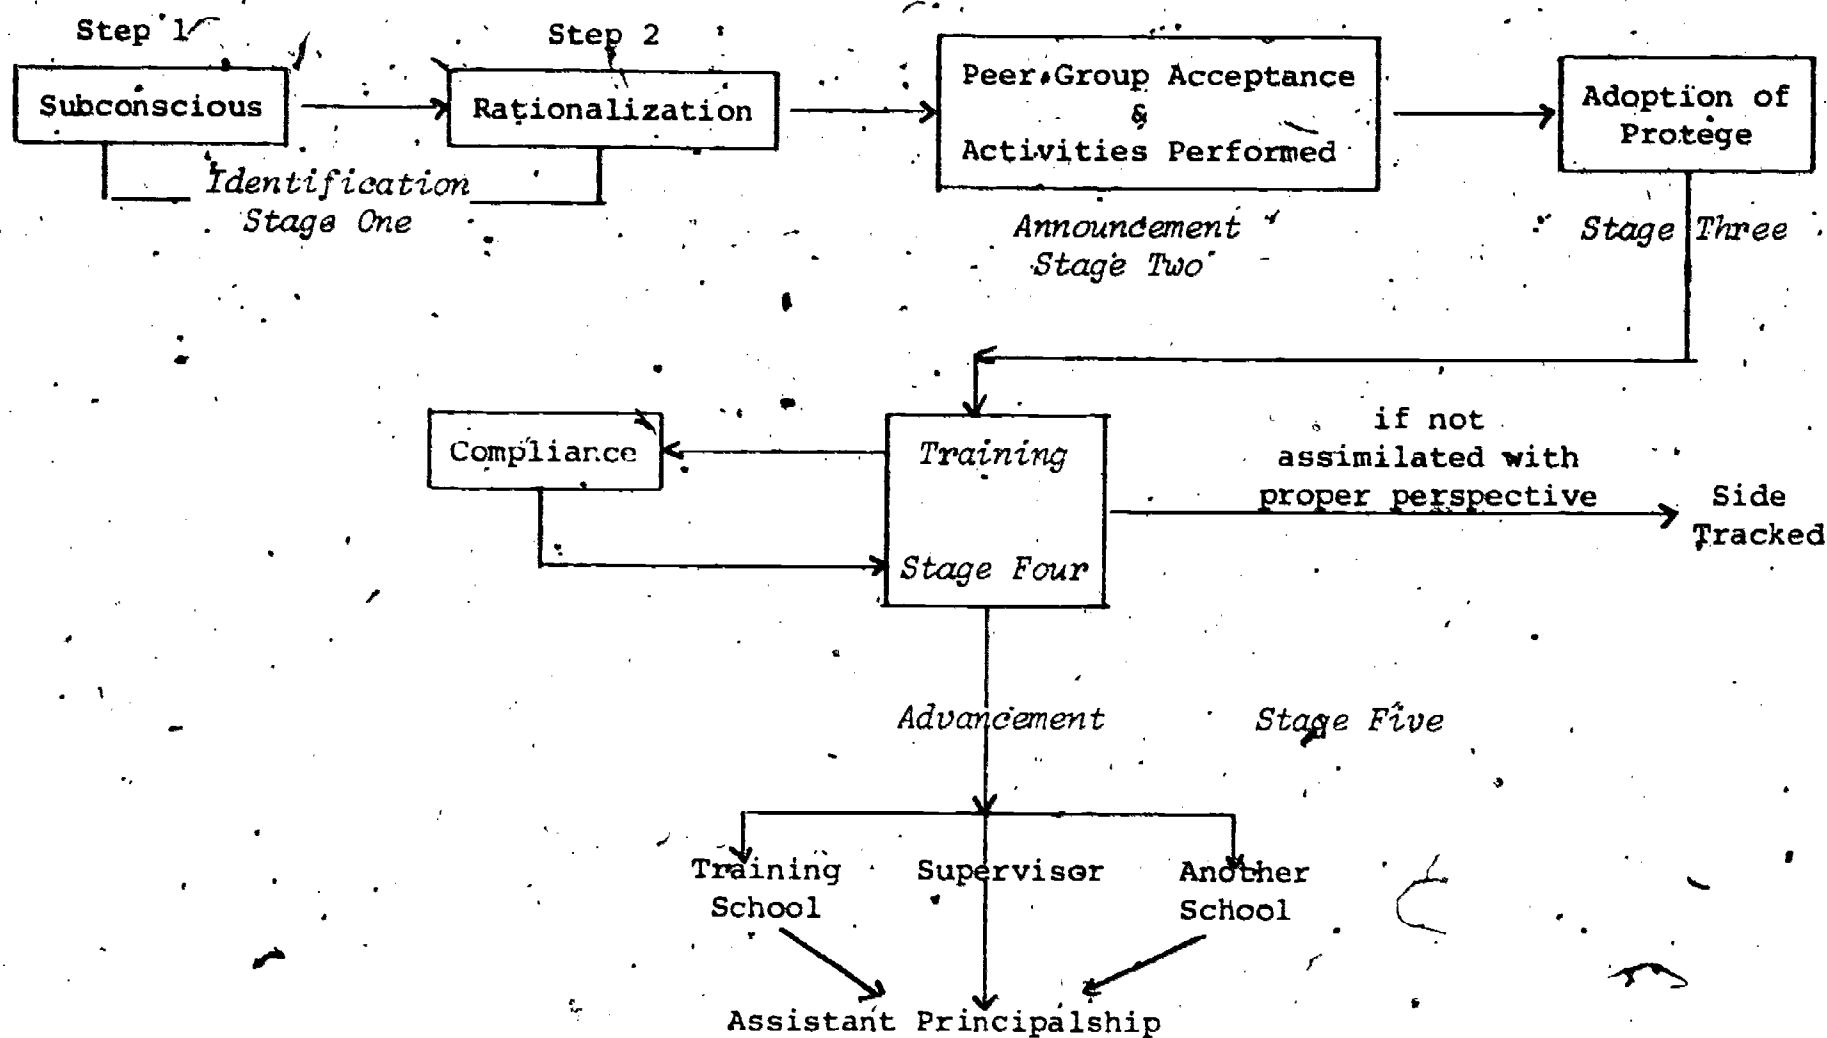 Step 1
Step 2
Subconscious
Rationalization
Peer Group Acceptance
&
Activities Performed
Adoption of
Protege
Identification
Stage One
Announcement
Stage Two
Stage Three
Compliance
Training
Stage Four
if not
assimilated with
proper perspective
Side
Tracked
Advancement
Stage Five
Training
School
Supervisor
Another
School
Assistant Principalship